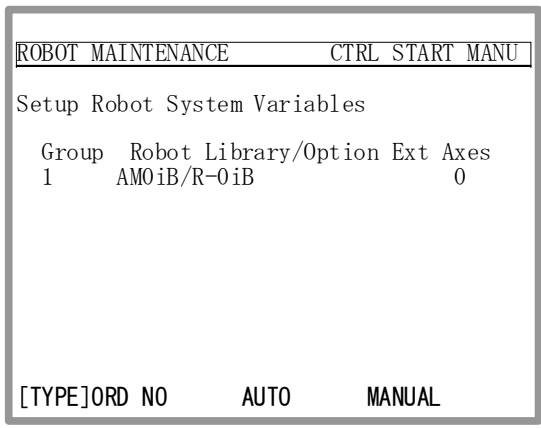 ROBOT MAINTENANCE CTRL START MANU
Setup Robot System Variables
Group Robot Library/Option Ext Axes
1 AM0iB/R-0iB 0
[TYPE]ORD NO AUTO MANUAL